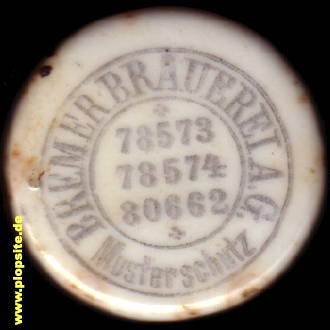 BREMER BRAUEREI A.G.
78573
78574
80662
Musterschutz
www.plopsite.de